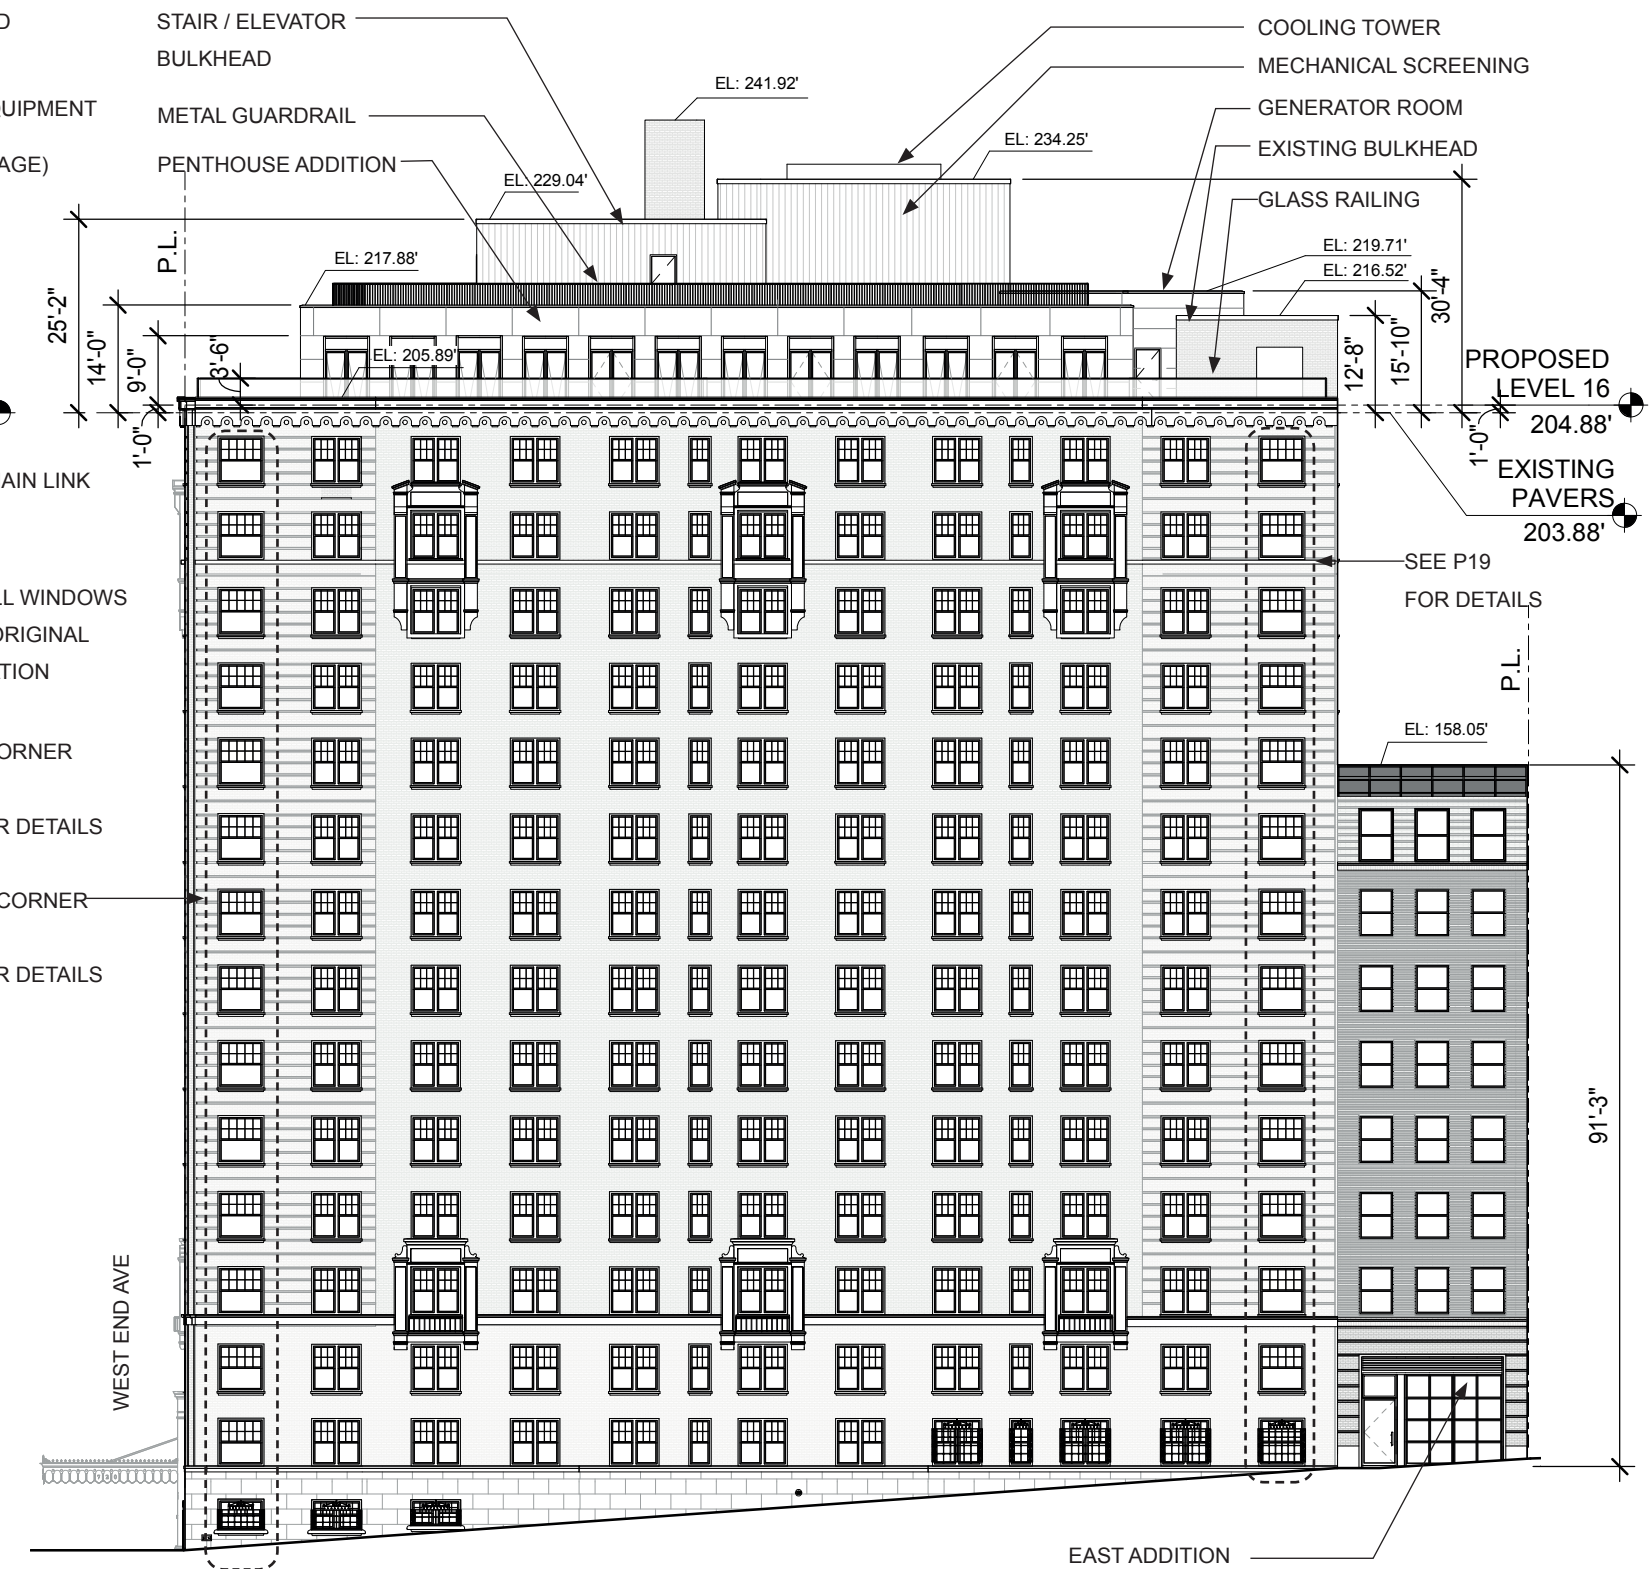 D
QUIPMENT
AGE)
AIN LINK
LL WINDOWS
ORIGINAL
TION
ORNER
R DETAILS
CORNER
R DETAILS
STAIR / ELEVATOR
BULKHEAD
METAL GUARDRAIL
PENTHOUSE ADDITION
COOLING TOWER
MECHANICAL SCREENING
GENERATOR ROOM
EXISTING BULKHEAD
GLASS RAILING
EL: 241.92'
EL: 234.25'
EL: 229.04'
EL: 217.88'
EL: 219.71'
EL: 216.52'
EL: 205.89'
P.L.
25'-2"
14'-0"
9'-0"
3'-6"
1'-0"
12'-8"
15'-10"
30'-4"
1'-0"
PROPOSED
LEVEL 16
204.88'
EXISTING
PAVERS
203.88'
SEE P19
FOR DETAILS
P.L.
EL: 158.05'
91'-3"
WEST END AVE
EAST ADDITION